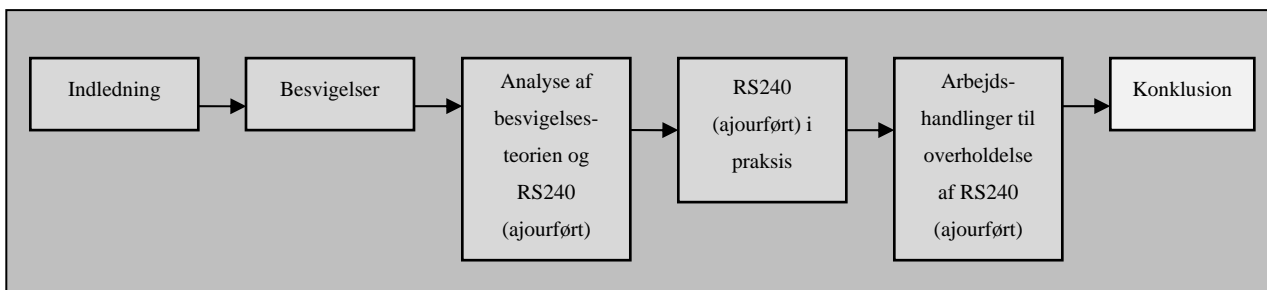 Indledning
Besvigelser
Analyse af
besvigelses-
teorien og
RS240
(ajourført)
RS240
(ajourført) i
praksis
Arbejds-
handlinger til
overholdelse
af RS240
(ajourført)
Konklusion